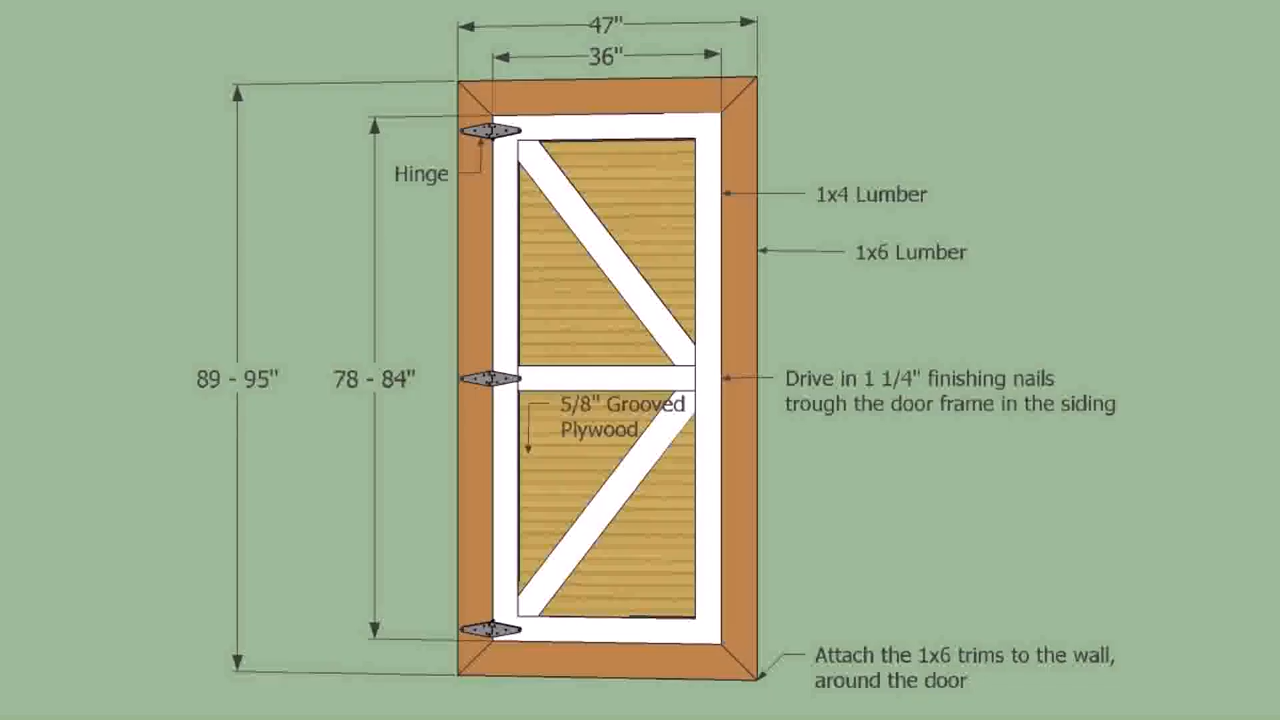 47"
36"
Hinge
1x4 Lumber
1x6 Lumber
89 - 95"
78 - 84"
Drive in 1 1/4" finishing nails
trough the door frame in the siding
5/8" Grooved
Plywood
Attach the 1x6 trims to the wall,
around the door